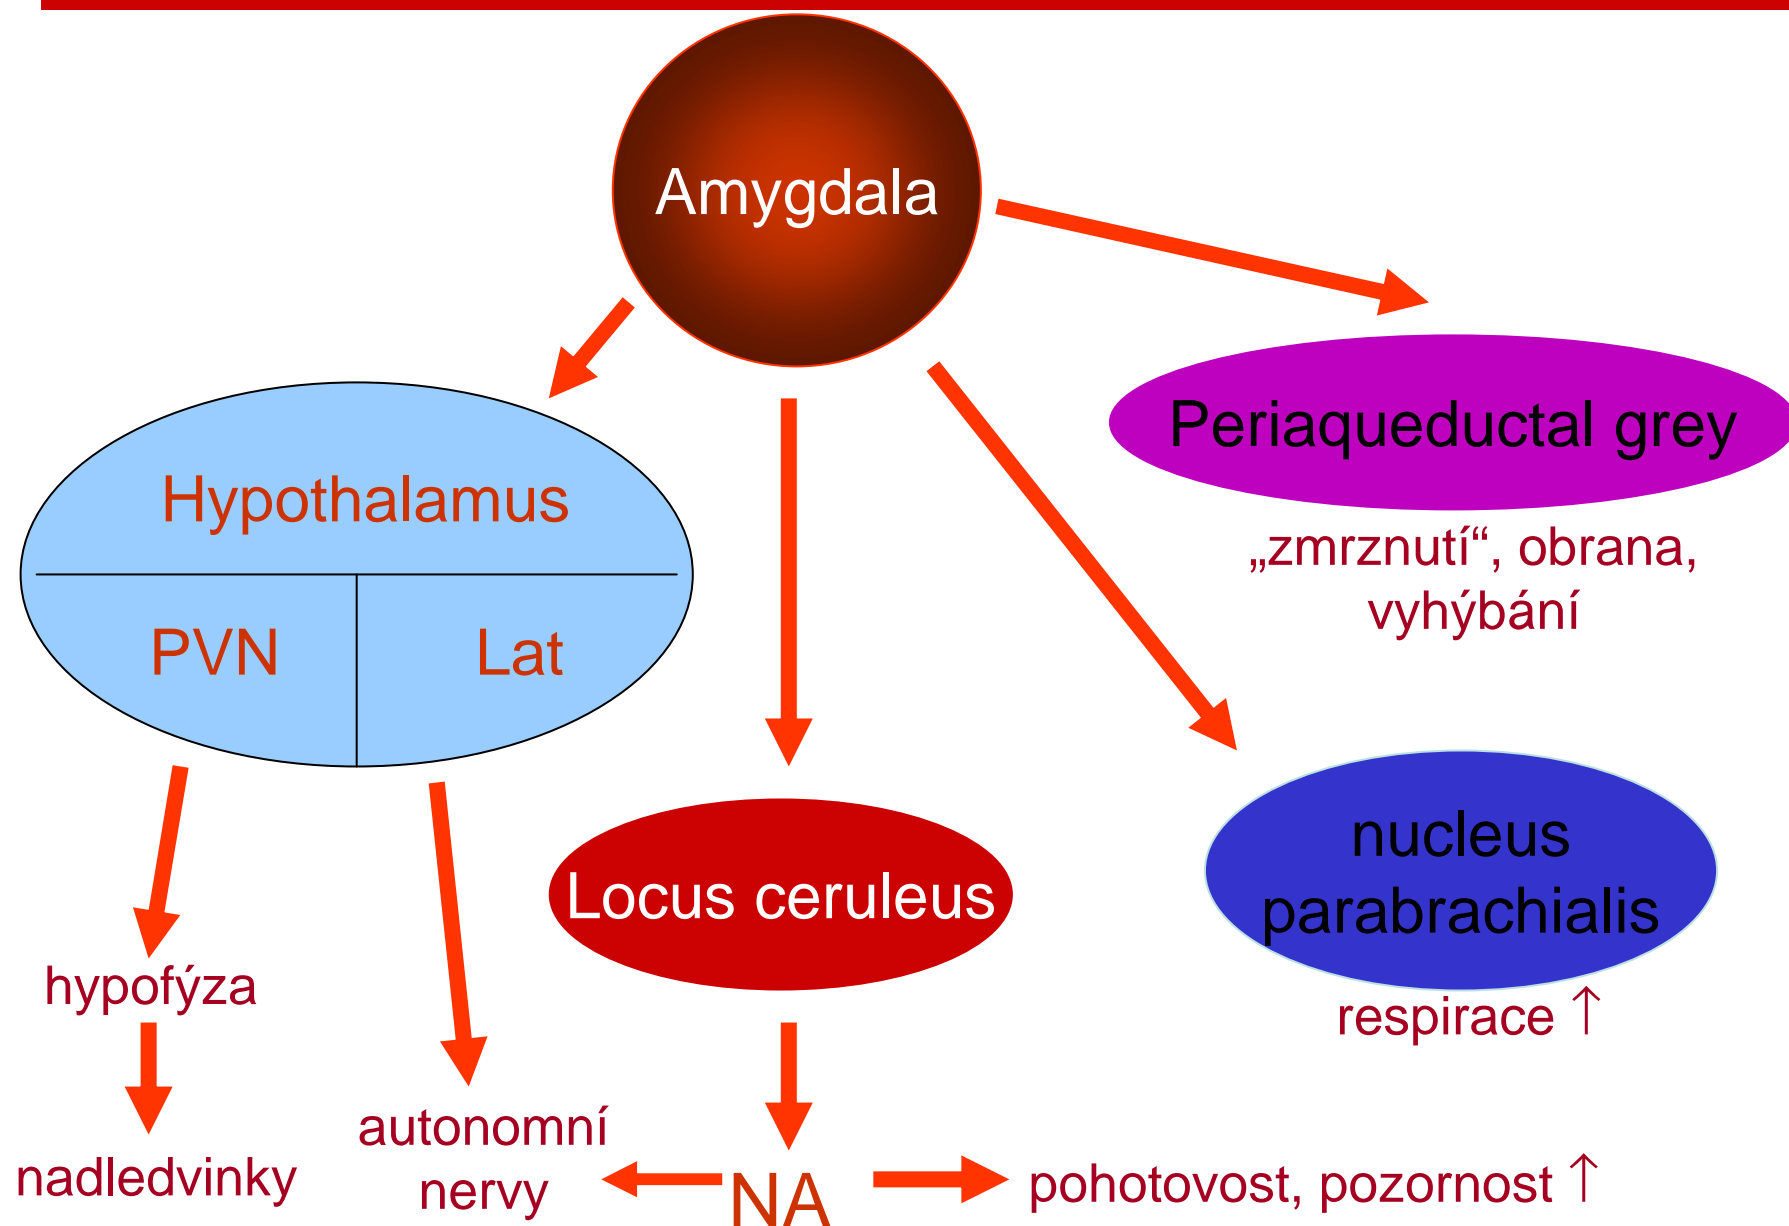 Amygdala
Periaqueductal grey
„zmrznutí“, obrana,
vyhýbání
Hypothalamus
PVN
Lat
Locus ceruleus
nucleus
parabrachialis
respirace ↑
hypofýza
nadledvinky
autonomní
nervy
NA
pohotovost, pozornost ↑